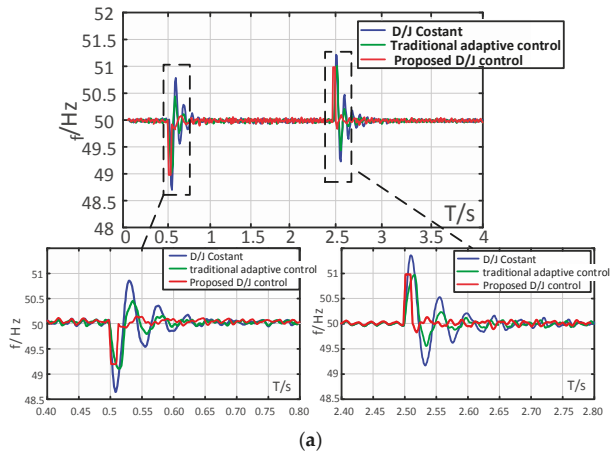 52
51.5
51
50.5
50
49.5
49
48.5
48
f/Hz
D/J Costant
Traditional adaptive control
Proposed D/J control
T/s
0 0.5 1 1.5 2 2.5 3 3.5 4
D/J Costant
traditional adaptive control
Proposed D/J control
51
50.5
50
49.5
49
48.5
f/Hz
T/s
0.40 0.45 0.50 0.55 0.60 0.65 0.70 0.75 0.80
D/J Costant
traditional adaptive control
Proposed D/J control
51
50.5
50
49.5
49
48.5
f/Hz
T/s
2.40 2.45 2.50 2.55 2.60 2.65 2.70 2.75 2.80
(a)